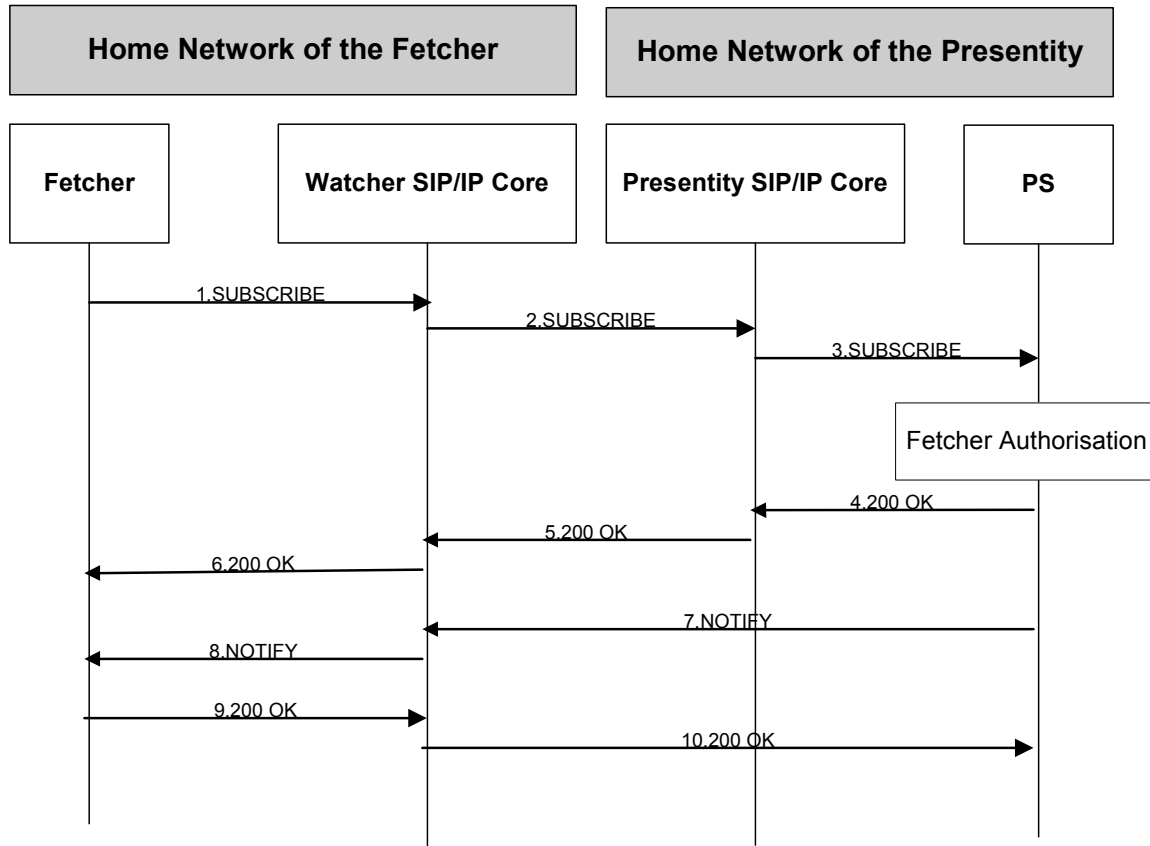 Home Network of the Fetcher
Home Network of the Presentity
Fetcher
Watcher SIP/IP Core
Presentity SIP/IP Core
PS
1.SUBSCRIBE
2.SUBSCRIBE
3.SUBSCRIBE
Fetcher Authorisation
4.200 OK
5.200 OK
6.200 OK
7.NOTIFY
8.NOTIFY
9.200 OK
10.200 OK